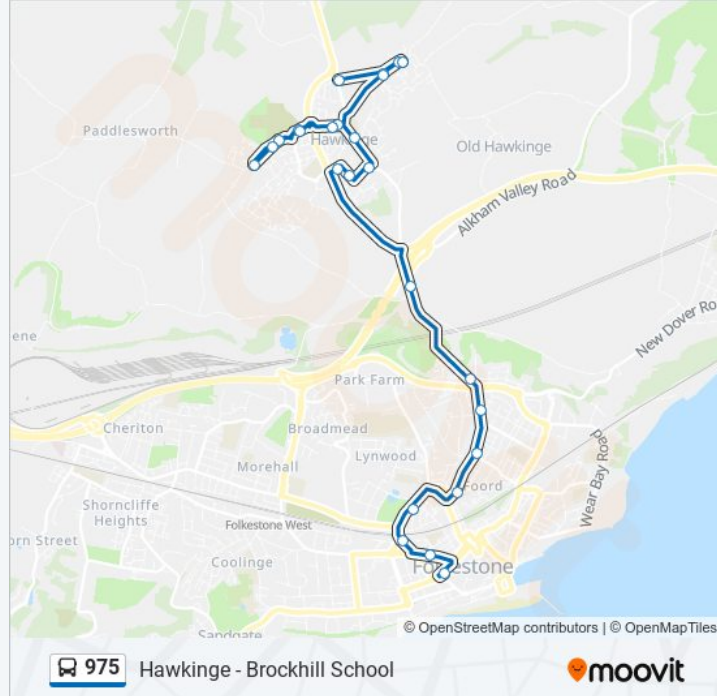 Paddlesworth
Hawkinge
Old Hawkinge
Alkham Valley Road
ene
New Dover Ro
Park Farm
Cheriton
Broadmead
Lynwood
Morehall
Foord
Wear Bay Road
Shorncliffe
Heights
Folkestone West
orn Street
Coolinge
Folkestone
Sandgate
© OpenStreetMap contributors | © OpenMapTiles
975 Hawkinge - Brockhill School
moovit